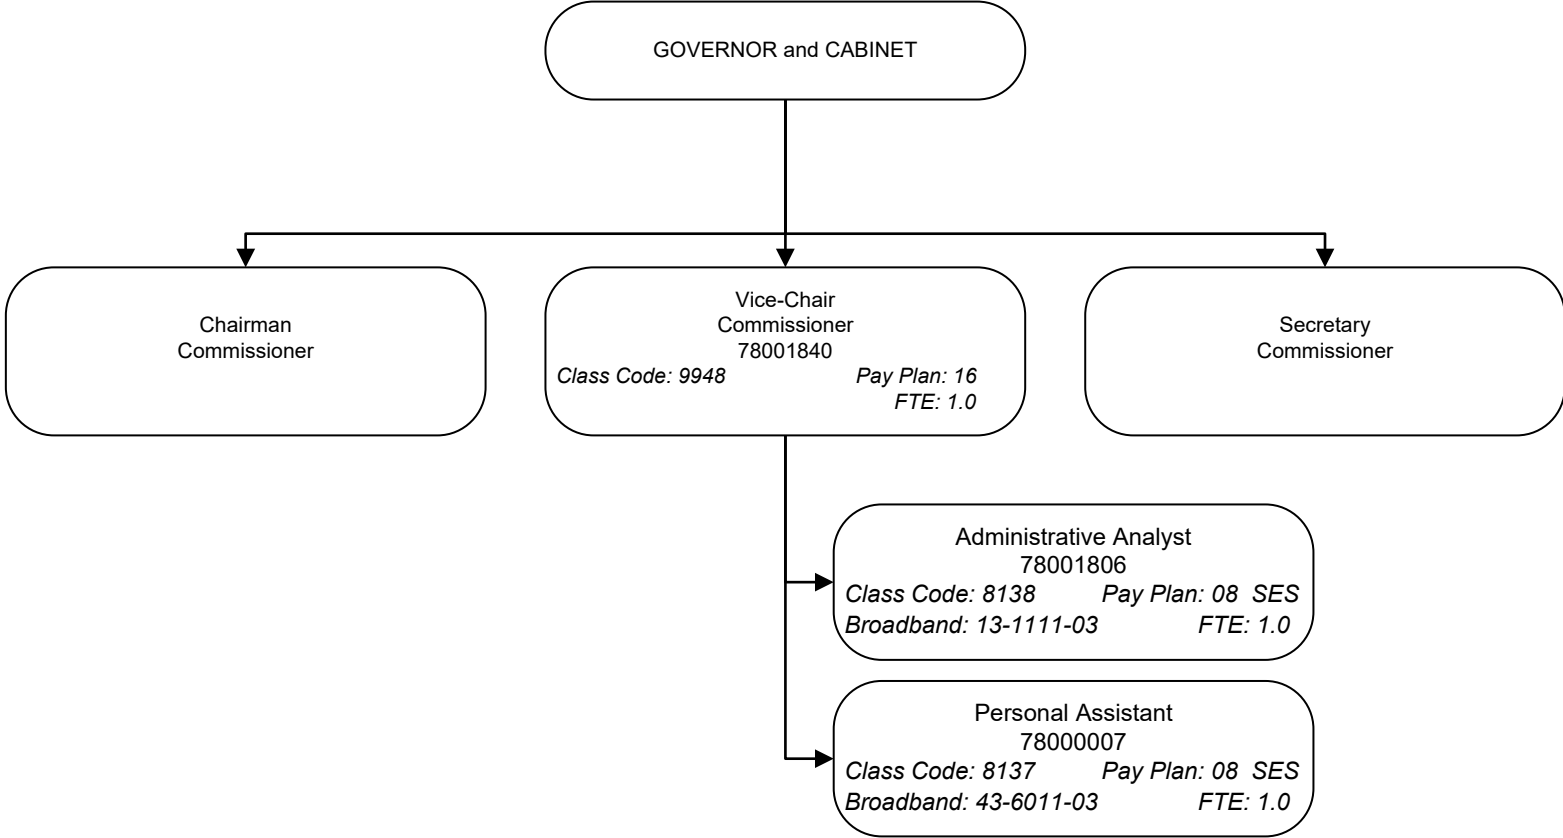 GOVERNOR and CABINET
Chairman
Commissioner
Vice-Chair
Commissioner
78001840
Class Code: 9948 Pay Plan: 16
FTE: 1.0
Secretary
Commissioner
Administrative Analyst
78001806
Class Code: 8138 Pay Plan: 08 SES
Broadband: 13-1111-03 FTE: 1.0
Personal Assistant
78000007
Class Code: 8137 Pay Plan: 08 SES
Broadband: 43-6011-03 FTE: 1.0